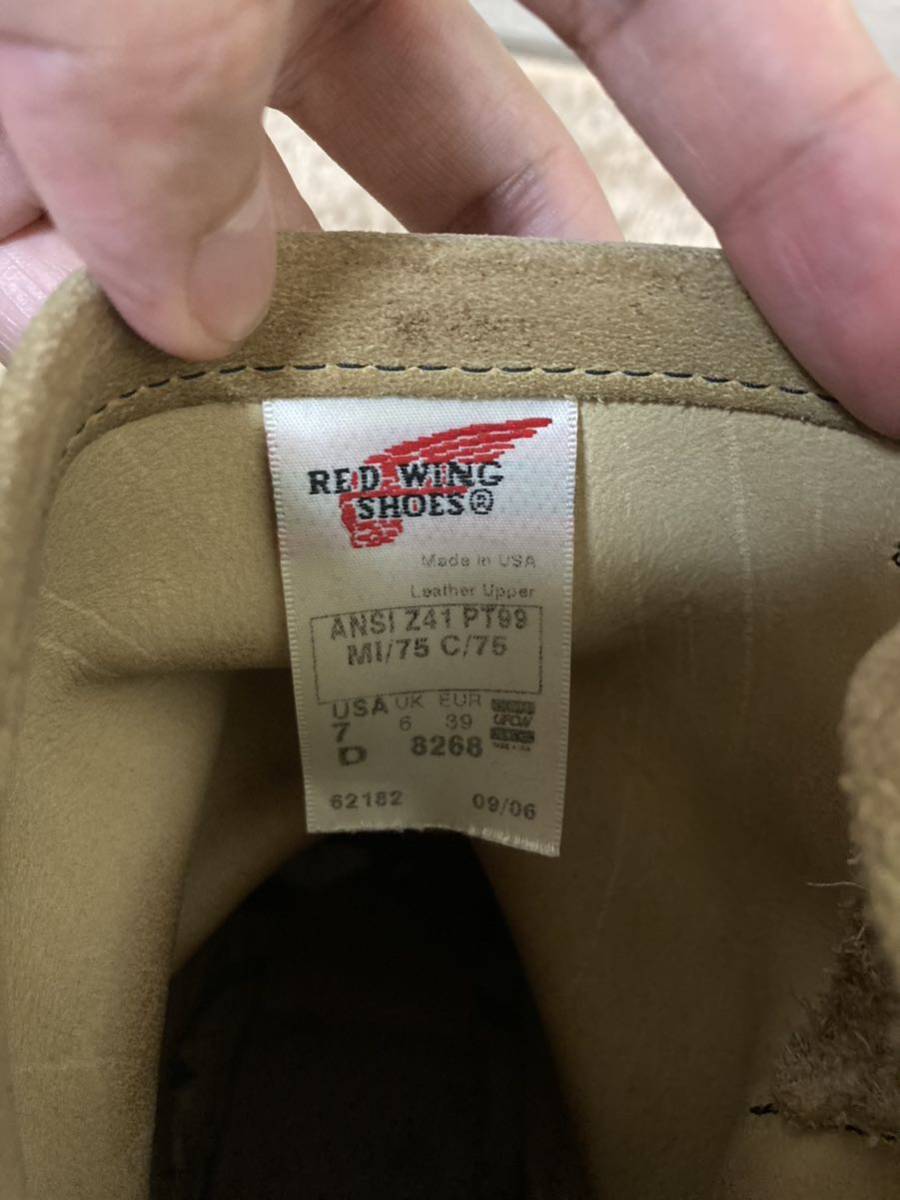 RED WING
SHOES®
Made in USA
Leather Upper
ANSI Z41 PT99
MI/75 C/75
USA UK EUR
7 6 39
UFCW
D 8268
62182 09/06